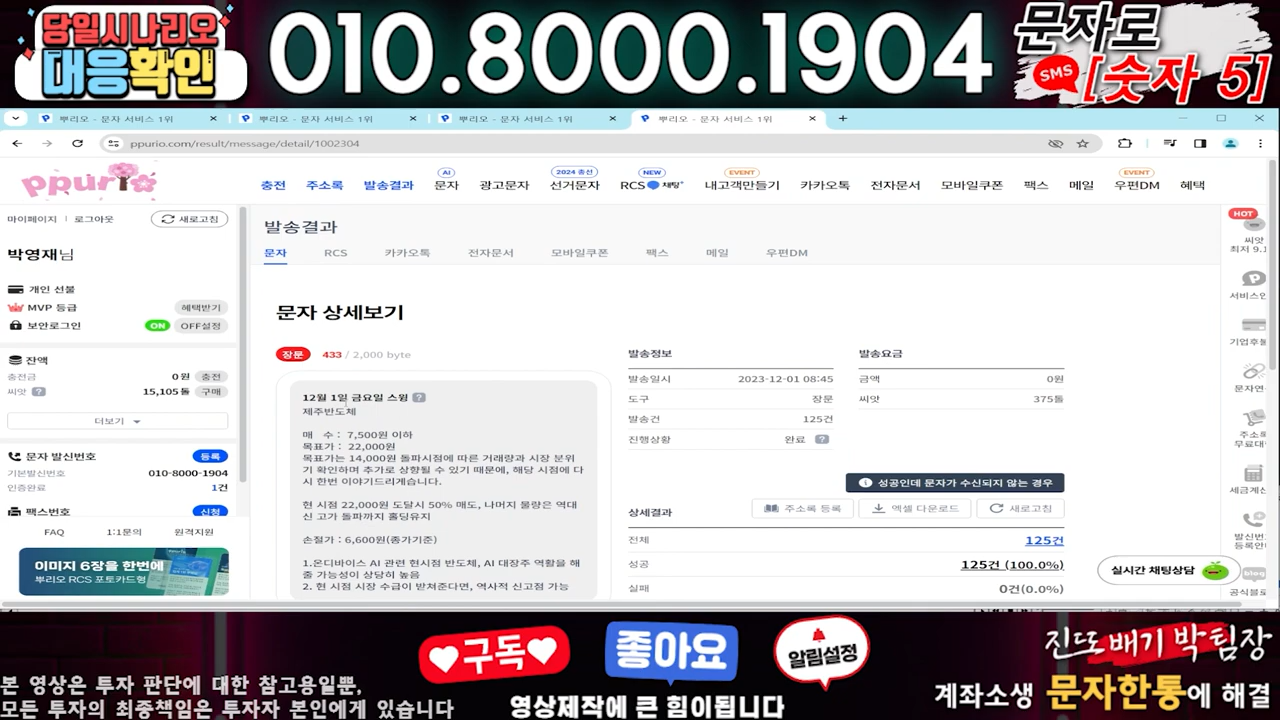 당일시나리오
대응확인
010.8000.1904
문자로
SMS [숫자 5]
뿌리오 - 문자 서비스 1위
뿌리오 - 문자 서비스 1위
뿌리오 - 문자 서비스 1위
뿌리오 - 문자 서비스 1위
ppurio.com/result/message/detail/1002304
ppurio
충전
주소록
발송결과
AI
문자
광고문자
2024 총선
선거문자
NEW
RCS 채팅+
EVENT
내고객만들기
카카오톡
전자문서
모바일쿠폰
팩스
메일
EVENT
우편DM
혜택
마이페이지 | 로그아웃
새로고침
박영재님
개인 선불
MVP 등급 혜택받기
보안로그인 ON OFF설정
잔액
충전금 0원 충전
씨앗 ? 15,105톨 구매
더보기
문자 발신번호 등록
기본발신번호 010-8000-1904
인증완료 1건
팩스번호 신청
FAQ 1:1문의 원격지원
이미지 6장을 한번에
뿌리오 RCS 포토카드형
발송결과
문자 RCS 카카오톡 전자문서 모바일쿠폰 팩스 메일 우편DM
문자 상세보기
장문 433 / 2,000 byte
12월 1일 금요일 스윙 ?
제주반도체
매 수 : 7,500원 이하
목표가 : 22,000원
목표가는 14,000원 돌파시점에 따른 거래량과 시장 분위
기 확인하며 추가로 상향될 수 있기 때문에, 해당 시점에 다
시 한번 이야기드리게습니다.
현 시점 22,000원 도달시 50% 매도, 나머지 물량은 역대
신 고가 돌파까지 홀딩유지
손절가 : 6,600원(종가기준)
1.온디바이스 AI 관련 현시점 반도체, AI 대장주 역활을 해
줄 가능성이 상당히 높음
2. 현 시점 시장 수급이 받쳐준다면, 역사적 신고점 가능
발송정보
발송일시 2023-12-01 08:45
도구 장문
발송건 125건
진행상황 완료 ?
발송요금
금액 0원
씨앗 375톨
성공인데 문자가 수신되지 않는 경우
상세결과
주소록 등록
엑셀 다운로드
새로고침
전체 125건
성공 125건 (100.0%)
실패 0건(0.0%)
HOT
씨앗
최저 9.1
서비스안
기업후불
문자연
주소록
무료대
세금계산
발신번호
등록안
blog
공식블로
실시간 채팅상담
구독
좋아요
알림설정
진또배기 박팀장
본 영상은 투자 판단에 대한 참고용일뿐,
모든 투자의 최종책임은 투자자 본인에게 있습니다
영상제작에 큰 힘이됩니다
계좌소생 문자한통에 해결